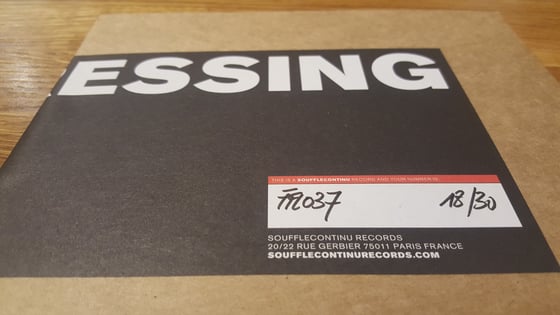 ESSING
THIS IS A SOUFFLECONTINU RECORD AND YOUR NUMBER IS:
FFL037 18/30
SOUFFLECONTINU RECORDS
20/22 RUE GERBIER 75011 PARIS FRANCE
SOUFFLECONTINURECORDS.COM